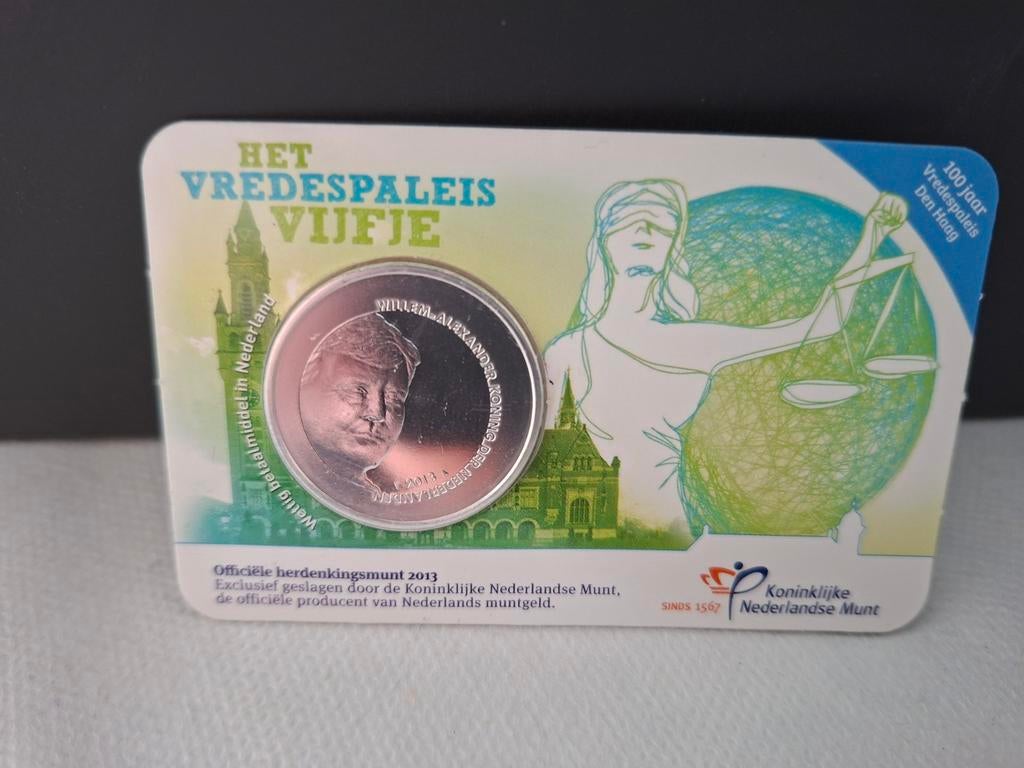 HET
VREDESPALEIS
VIJFJE
100 jaar
Vredespaleis
Den Haag
Wettig betaalmiddel in Nederland
WILLEM-ALEXANDER KONING DER NEDERLANDEN
2013
Officiële herdenkingsmunt 2013
Exclusief geslagen door de Koninklijke Nederlandse Munt,
de officiële producent van Nederlands muntgeld.
SINDS 1567
Koninklijke
Nederlandse Munt